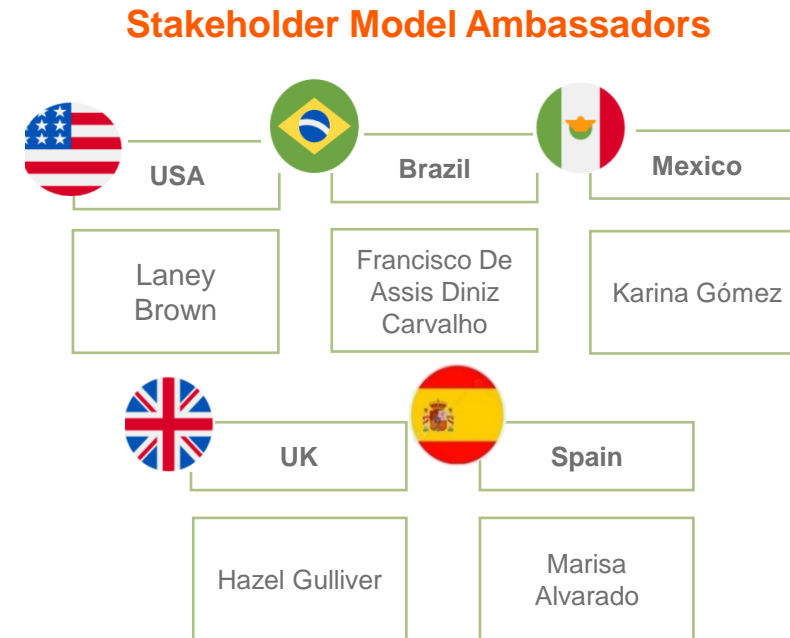 Stakeholder Model Ambassadors
USA
Brazil
Mexico
Laney
Brown
Francisco De
Assis Diniz
Carvalho
Karina Gómez
UK
Spain
Hazel Gulliver
Marisa
Alvarado